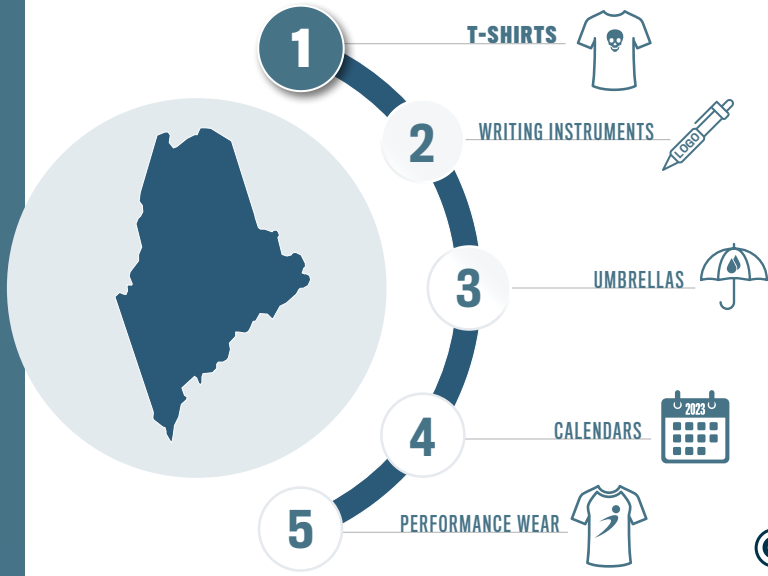 1
T-SHIRTS
2
WRITING INSTRUMENTS
LOGO
3
UMBRELLAS
4
CALENDARS
2023
5
PERFORMANCE WEAR